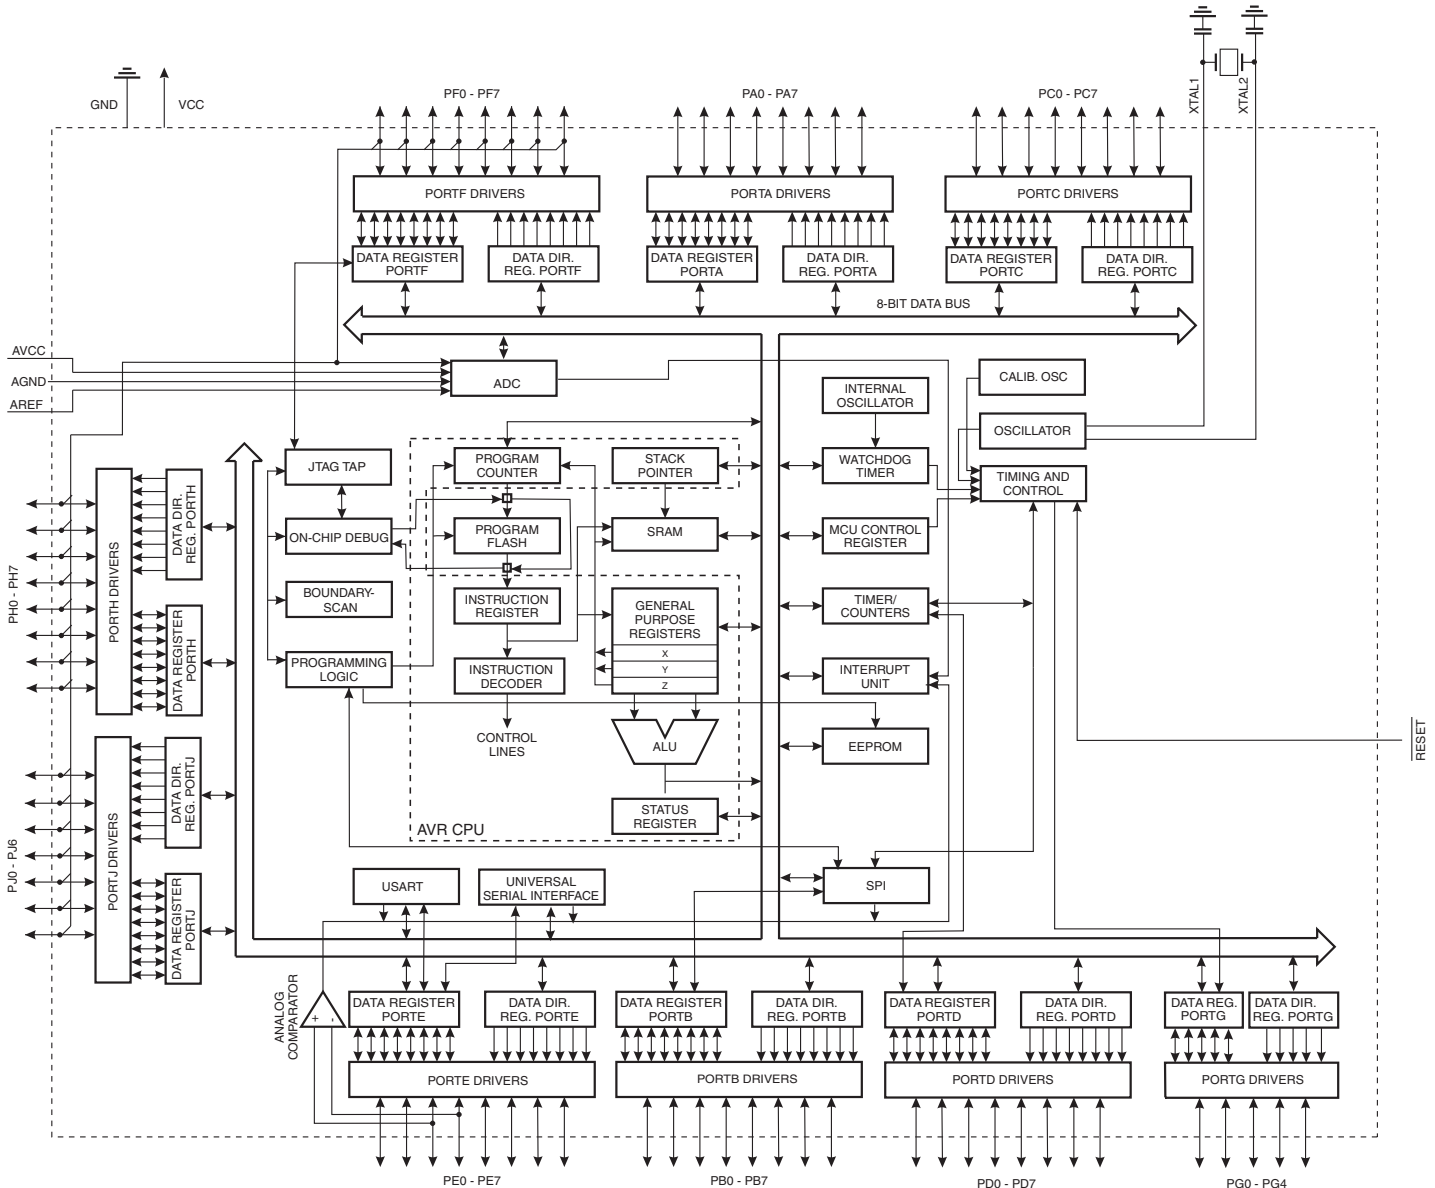 XTAL1
XTAL2
GND
VCC
PF0 - PF7
PA0 - PA7
PC0 - PC7
PORTF DRIVERS
PORTA DRIVERS
PORTC DRIVERS
DATA REGISTER
PORTF
DATA DIR.
REG. PORTF
DATA REGISTER
PORTA
DATA DIR.
REG. PORTA
DATA REGISTER
PORTC
DATA DIR.
REG. PORTC
8-BIT DATA BUS
AVCC
AGND
AREF
ADC
INTERNAL
OSCILLATOR
CALIB. OSC
OSCILLATOR
JTAG TAP
PROGRAM
COUNTER
STACK
POINTER
WATCHDOG
TIMER
TIMING AND
CONTROL
ON-CHIP DEBUG
PROGRAM
FLASH
SRAM
MCU CONTROL
REGISTER
BOUNDARY-
SCAN
INSTRUCTION
REGISTER
GENERAL
PURPOSE
REGISTERS
X
Y
Z
TIMER/
COUNTERS
PROGRAMMING
LOGIC
INSTRUCTION
DECODER
INTERRUPT
UNIT
CONTROL
LINES
ALU
EEPROM
RESET
STATUS
REGISTER
AVR CPU
PH0 - PH7
PORTH DRIVERS
DATA DIR.
REG. PORTH
DATA REGISTER
PORTH
PJ0 - PJ6
PORTJ DRIVERS
DATA DIR.
REG. PORTJ
DATA REGISTER
PORTJ
USART
UNIVERSAL
SERIAL INTERFACE
SPI
ANALOG
COMPARATOR
+
-
DATA REGISTER
PORTE
DATA DIR.
REG. PORTE
DATA REGISTER
PORTB
DATA DIR.
REG. PORTB
DATA REGISTER
PORTD
DATA DIR.
REG. PORTD
DATA REG.
PORTG
DATA DIR.
REG. PORTG
PORTE DRIVERS
PORTB DRIVERS
PORTD DRIVERS
PORTG DRIVERS
PE0 - PE7
PB0 - PB7
PD0 - PD7
PG0 - PG4